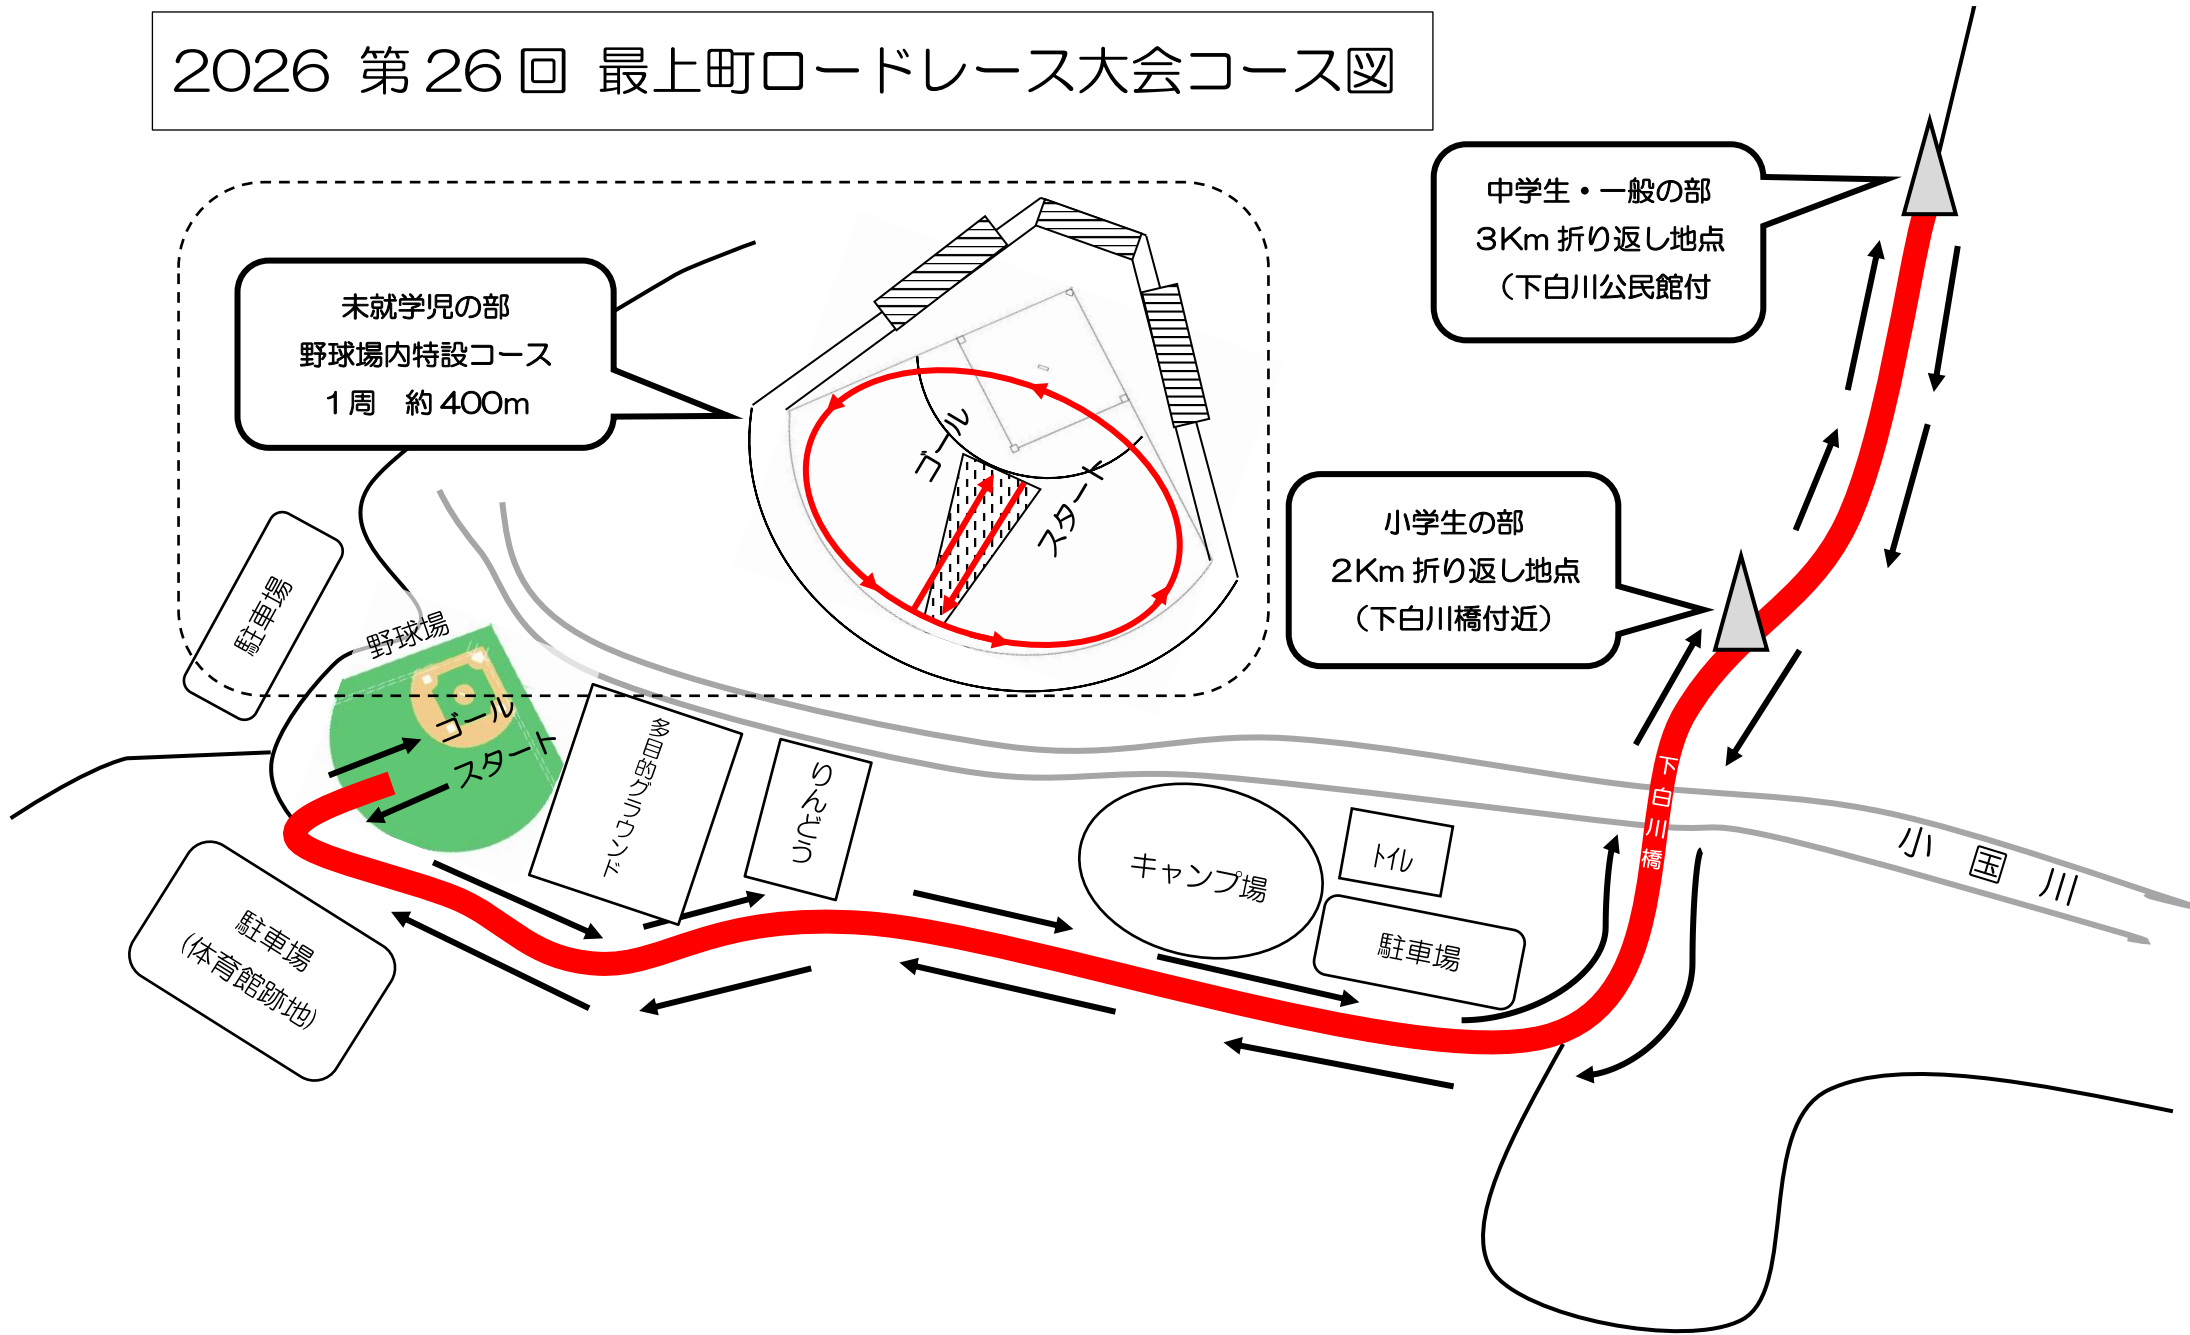 2026 第26回 最上町ロードレース大会コース図
中学生・一般の部
3Km 折り返し地点
（下白川公民館付
未就学児の部
野球場内特設コース
1周　約400m
ゴール
スタート
小学生の部
2Km 折り返し地点
（下白川橋付近）
駐車場
野球場
ゴール
スタート
多目的グラウンド
りんどう
キャンプ場
トイレ
駐車場
下白川橋
小国川
駐車場
(体育館跡地)